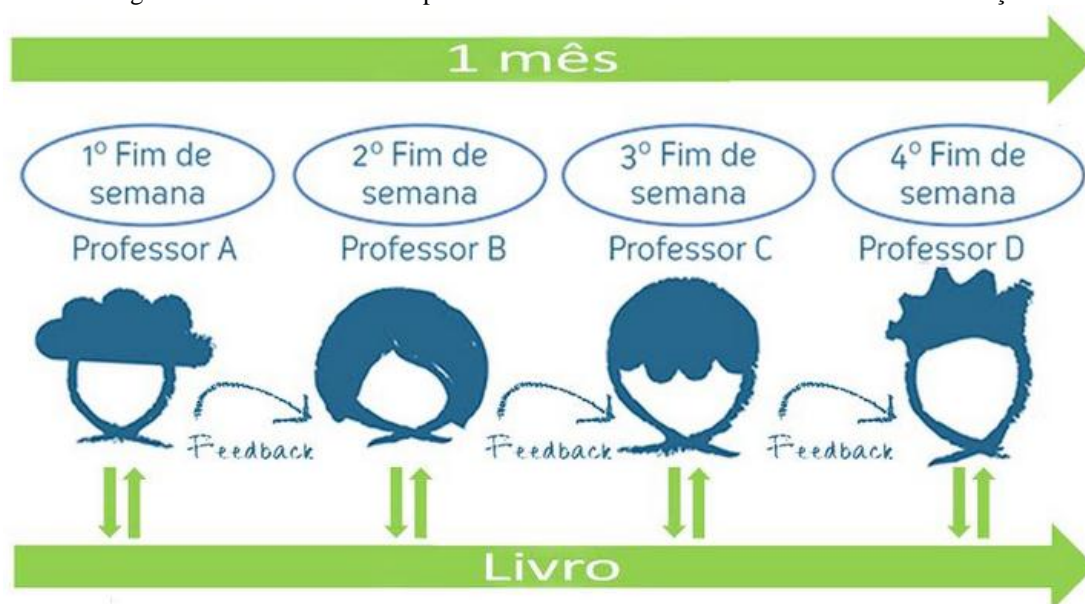 1 mês
1º Fim de
semana
2º Fim de
semana
3º Fim de
semana
4º Fim de
semana
Professor A
Professor B
Professor C
Professor D
Feedback
Feedback
Feedback
Livro